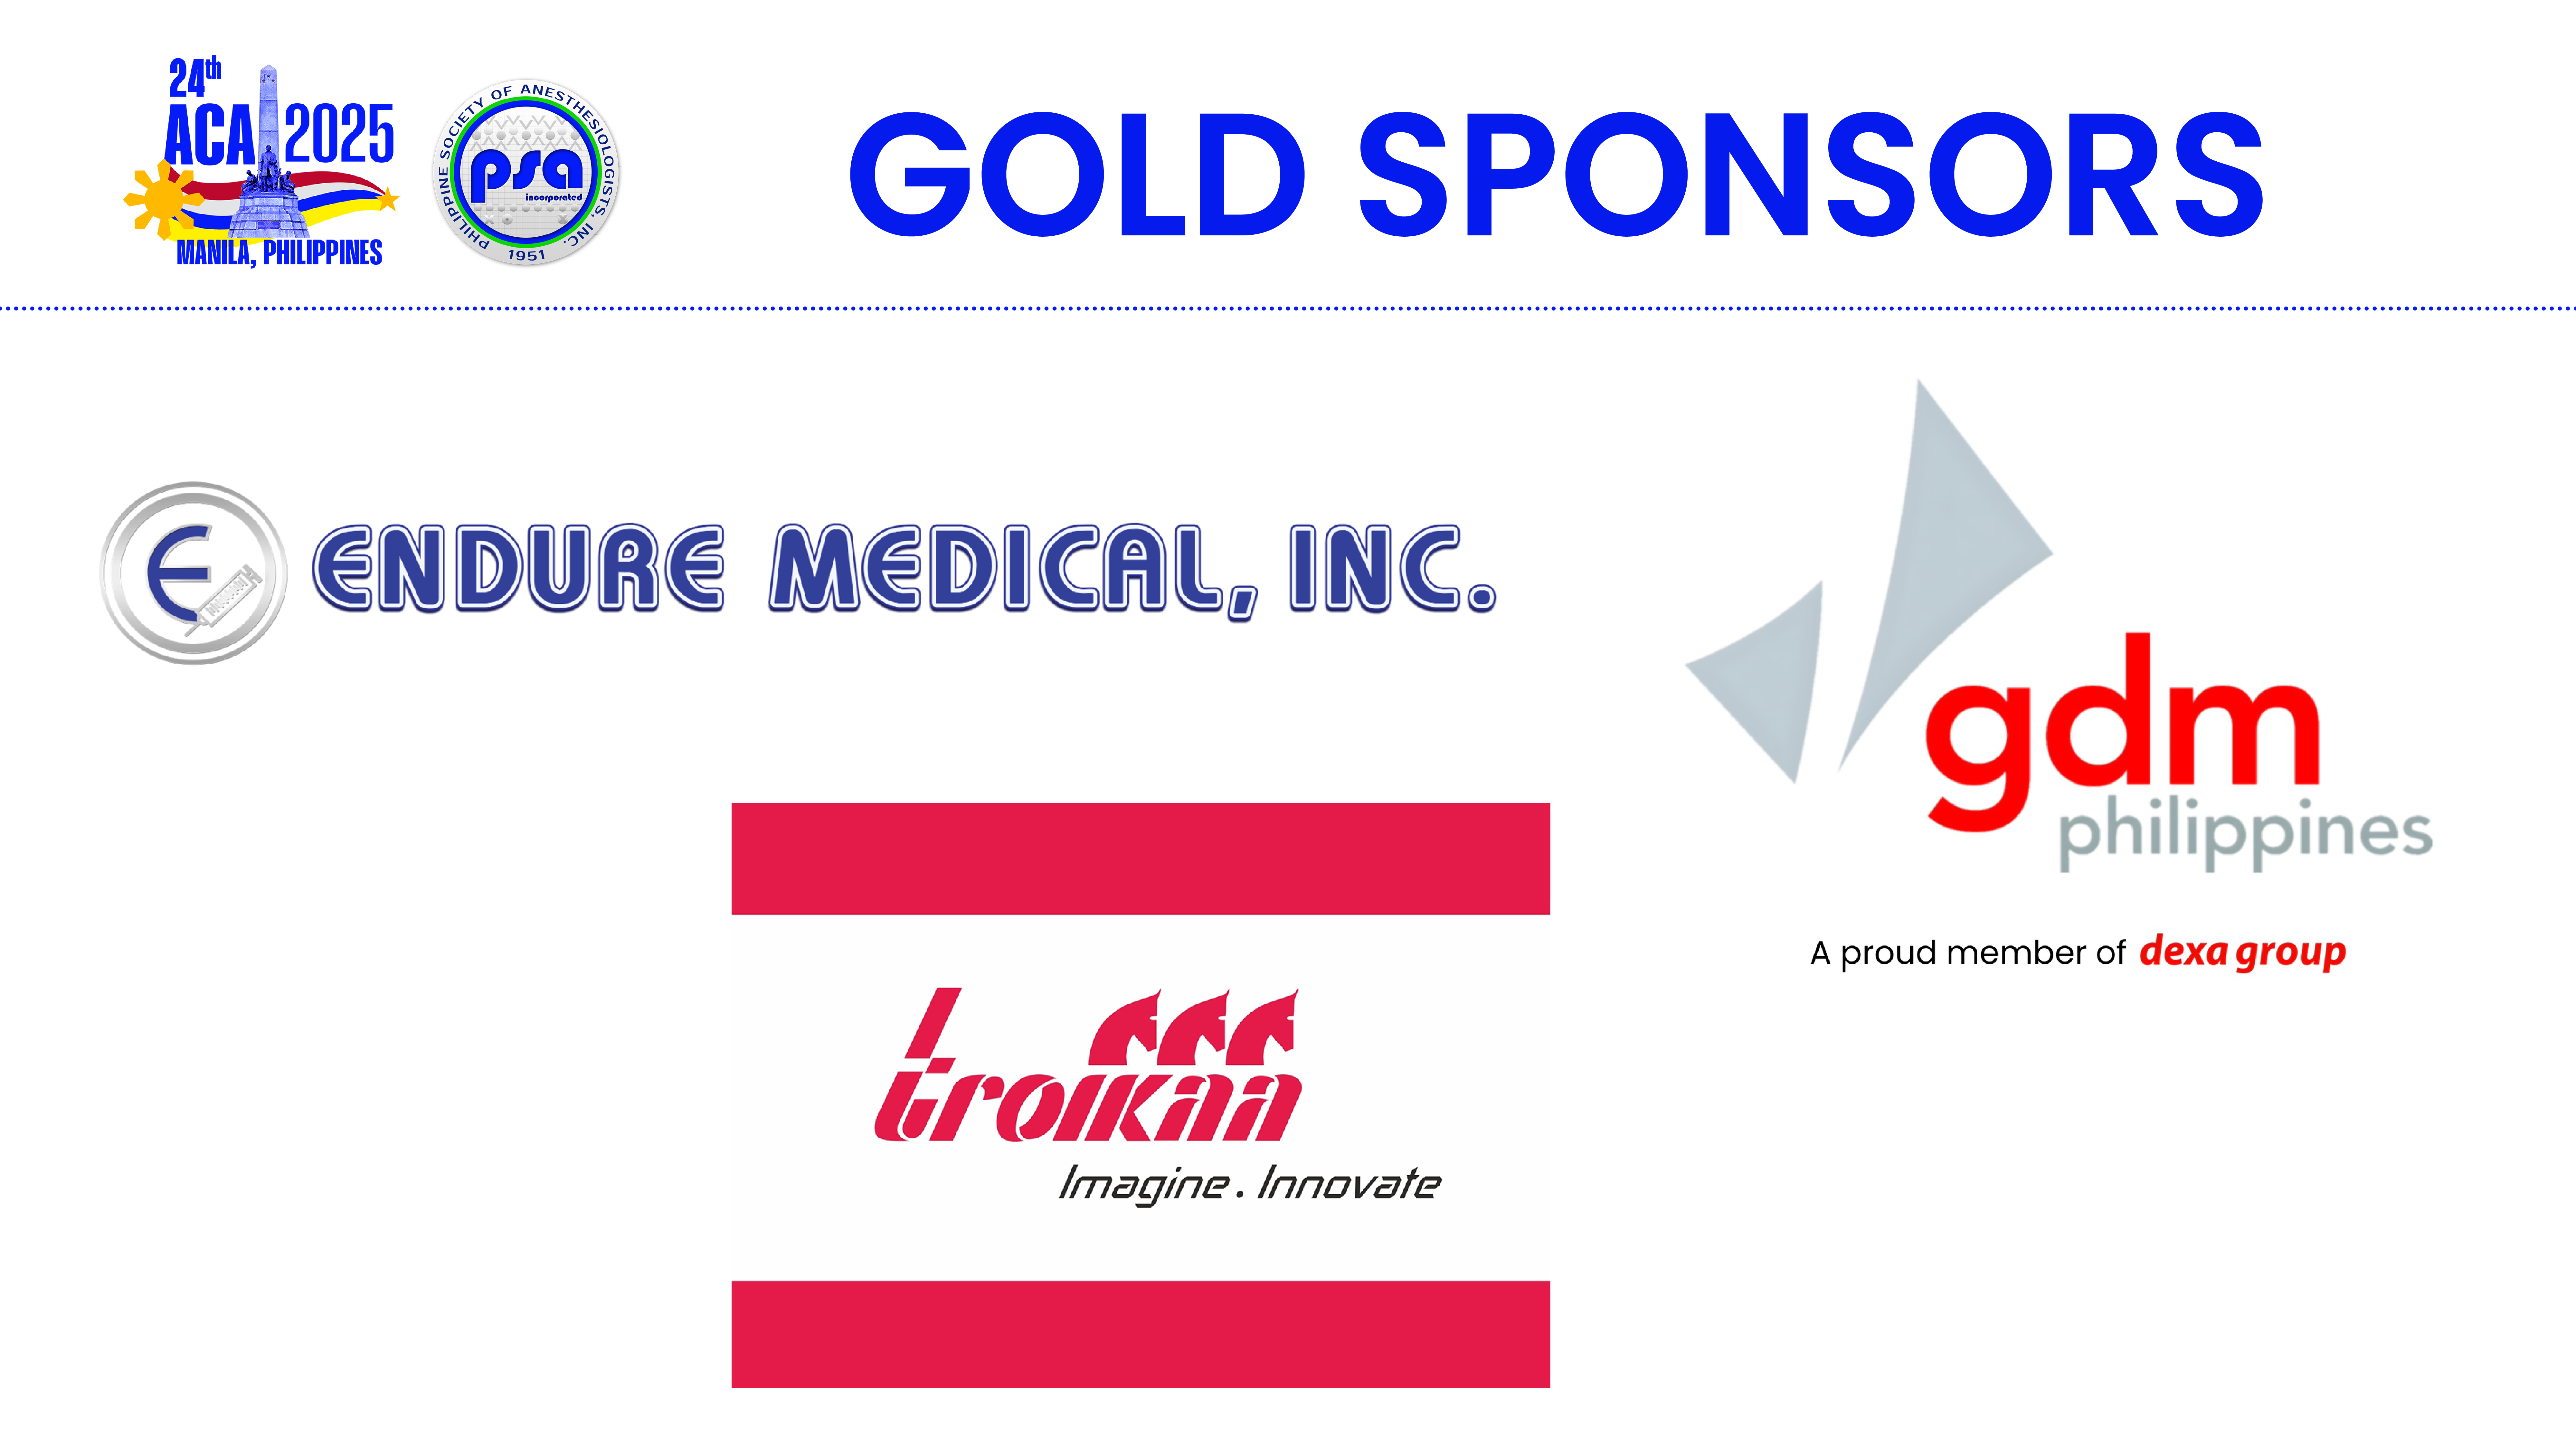 24th
ACA 2025
MANILA, PHILIPPINES
PHILIPPINE SOCIETY OF ANESTHESIOLOGISTS, INC.
psa
incorporated
1951
GOLD SPONSORS
E ENDURE MEDICAL, INC.
gdm
philippines
A proud member of dexa group
troikaa
Imagine . Innovate